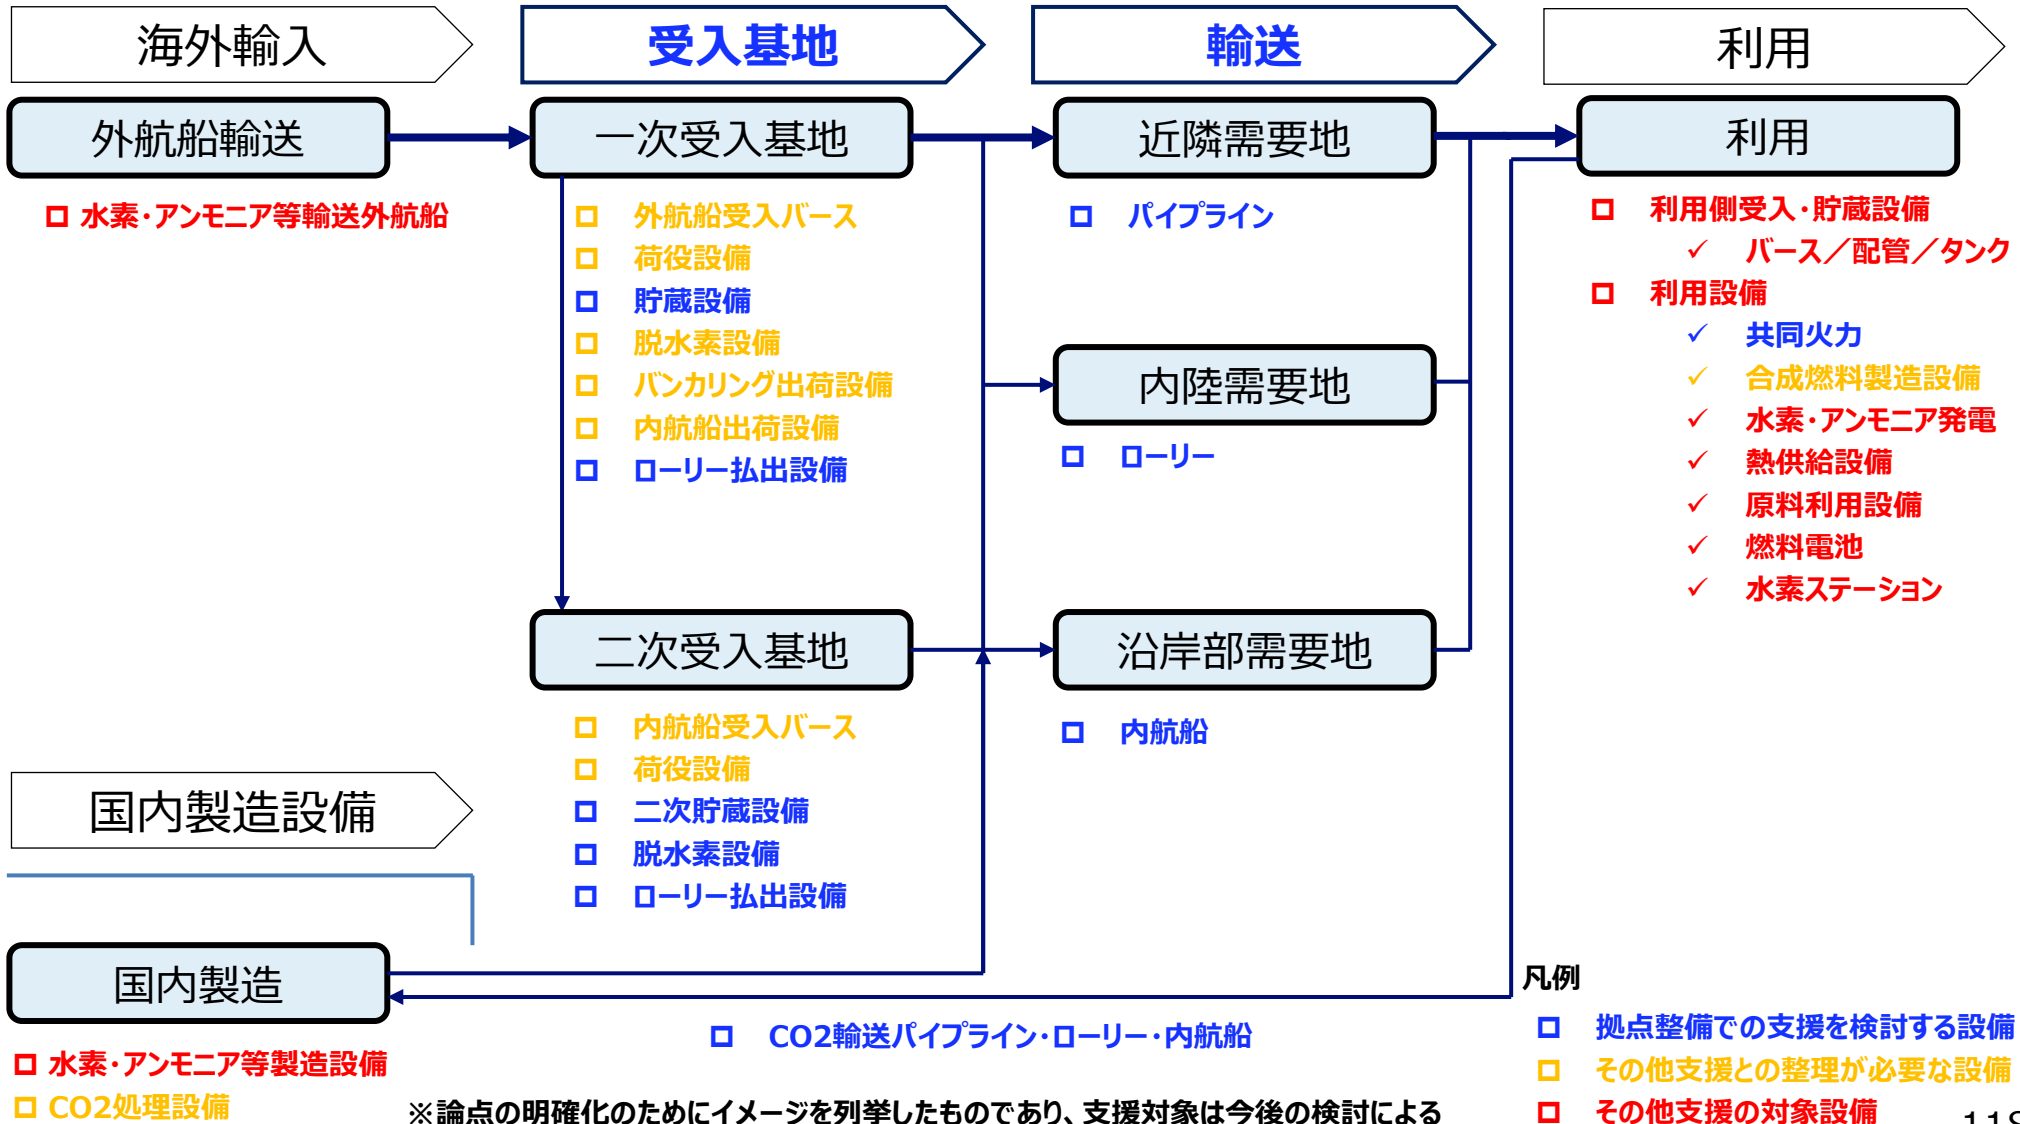 海外輸入
受入基地
輸送
利用
外航船輸送
一次受入基地
近隣需要地
利用
水素・アンモニア等輸送外航船
外航船受入バース
荷役設備
貯蔵設備
脱水素設備
バンカリング出荷設備
内航船出荷設備
ローリー払出設備
パイプライン
内陸需要地
ローリー
利用側受入・貯蔵設備
バース／配管／タンク
利用設備
共同火力
合成燃料製造設備
水素・アンモニア発電
熱供給設備
原料利用設備
燃料電池
水素ステーション
二次受入基地
沿岸部需要地
内航船受入バース
荷役設備
二次貯蔵設備
脱水素設備
ローリー払出設備
内航船
国内製造設備
国内製造
水素・アンモニア等製造設備
CO2処理設備
CO2輸送パイプライン・ローリー・内航船
凡例
拠点整備での支援を検討する設備
その他支援との整理が必要な設備
その他支援の対象設備
※論点の明確化のためにイメージを列挙したものであり、支援対象は今後の検討による